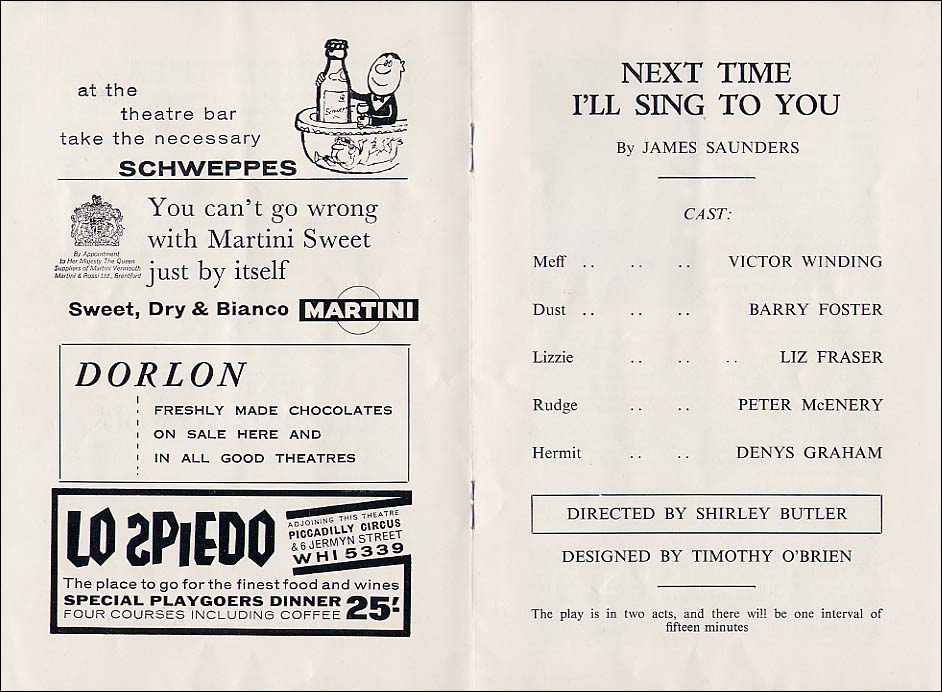 at the
theatre bar
take the necessary
SCHWEPPES
You can't go wrong
with Martini Sweet
just by itself
By Appointment
to Her Majesty The Queen
Suppliers of Martini Vermouth
Martini & Rossi Ltd., Brentford
Sweet, Dry & Bianco MARTINI
DORLON
FRESHLY MADE CHOCOLATES
ON SALE HERE AND
IN ALL GOOD THEATRES
LO SPIEDO
ADJOINING THIS THEATRE
PICCADILLY CIRCUS
& 6 JERMYN STREET
WHI 5339
The place to go for the finest food and wines
SPECIAL PLAYGOERS DINNER
FOUR COURSES INCLUDING COFFEE
25/-
NEXT TIME
I'LL SING TO YOU
By JAMES SAUNDERS
CAST:
Meff .. .. .. VICTOR WINDING
Dust .. .. .. BARRY FOSTER
Lizzie .. .. .. LIZ FRASER
Rudge .. .. PETER McENERY
Hermit .. .. DENYS GRAHAM
DIRECTED BY SHIRLEY BUTLER
DESIGNED BY TIMOTHY O'BRIEN
The play is in two acts, and there will be one interval of
fifteen minutes